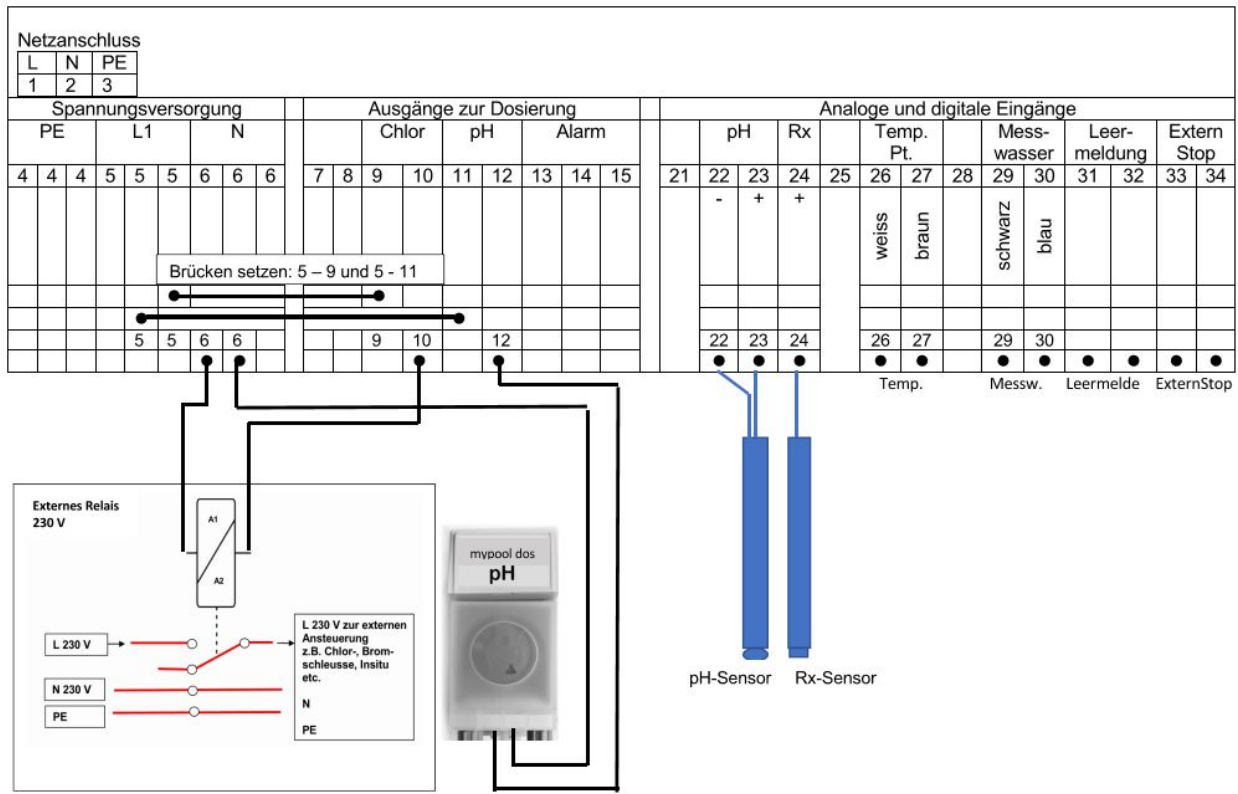 Netzanschluss
L N PE
1 2 3
Spannungsversorgung Ausgänge zur Dosierung Analoge und digitale Eingänge
PE L1 N Chlor pH Alarm pH Rx Temp. Pt. Mess-wasser Leer-meldung Extern Stop
4 4 4 5 5 5 6 6 6 7 8 9 10 11 12 13 14 15 21 22 23 24 25 26 27 28 29 30 31 32 33 34
- + +
weiss braun schwarz blau
Brücken setzen: 5 – 9 und 5 - 11
5 5 6 6 9 10 12 22 23 24 26 27 29 30
Temp. Messw. Leermelde ExternStop
Externes Relais
230 V
A1
A2
L 230 V
N 230 V
PE
L 230 V zur externen
Ansteuerung
z.B. Chlor-, Brom-
schleusse, Insitu
etc.
N
PE
mypool dos
pH
pH-Sensor Rx-Sensor